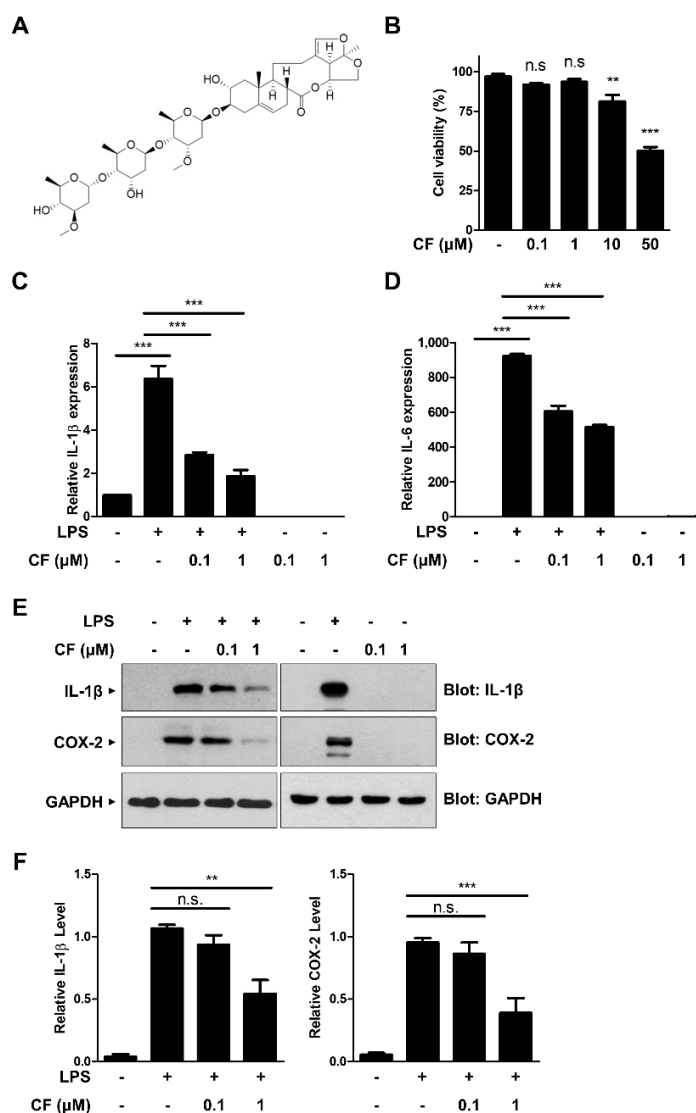 A
O
O
O
O
H
H
H
H
HO
O
O
O
O
O
O
O
O
O
OH
HO
O
B
Cell viability (%)
100
75
50
25
0
n.s
n.s
**
***
CF (µM) - 0.1 1 10 50
C
Relative IL-1β expression
8
6
4
2
0
***
***
***
LPS - + + + - -
CF (µM) - - 0.1 1 0.1 1
D
Relative IL-6 expression
1,000
800
600
400
200
0
***
***
***
LPS - + + + - -
CF (µM) - - 0.1 1 0.1 1
E
LPS - + + + - + - -
CF (µM) - - 0.1 1 - - 0.1 1
IL-1β Blot: IL-1β
COX-2 Blot: COX-2
GAPDH Blot: GAPDH
F
Relative IL-1β Level
1.5
1.0
0.5
0.0
**
n.s.
LPS - + + +
CF (µM) - - 0.1 1
Relative COX-2 Level
1.5
1.0
0.5
0.0
***
n.s.
- + + +
- - 0.1 1